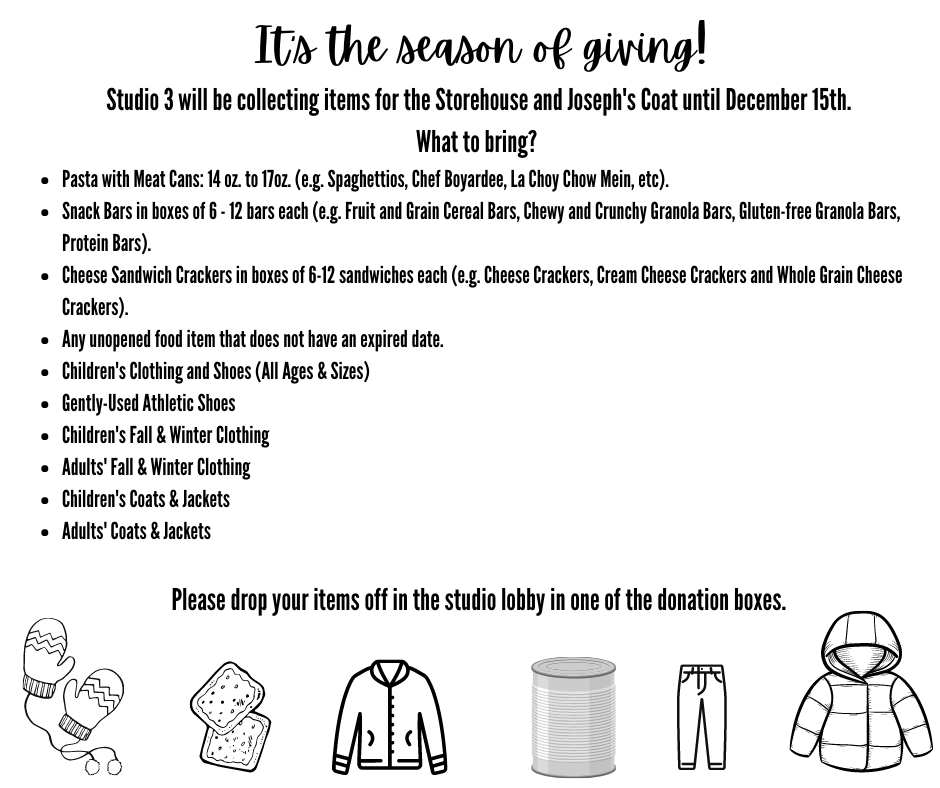 It's the season of giving!
Studio 3 will be collecting items for the Storehouse and Joseph's Coat until December 15th.
What to bring?
• Pasta with Meat Cans: 14 oz. to 17oz. (e.g. Spaghettios, Chef Boyardee, La Choy Chow Mein, etc).
• Snack Bars in boxes of 6 - 12 bars each (e.g. Fruit and Grain Cereal Bars, Chewy and Crunchy Granola Bars, Gluten-free Granola Bars,
Protein Bars).
• Cheese Sandwich Crackers in boxes of 6-12 sandwiches each (e.g. Cheese Crackers, Cream Cheese Crackers and Whole Grain Cheese
Crackers).
• Any unopened food item that does not have an expired date.
• Children's Clothing and Shoes (All Ages & Sizes)
• Gently-Used Athletic Shoes
• Children's Fall & Winter Clothing
• Adults' Fall & Winter Clothing
• Children's Coats & Jackets
• Adults' Coats & Jackets
Please drop your items off in the studio lobby in one of the donation boxes.